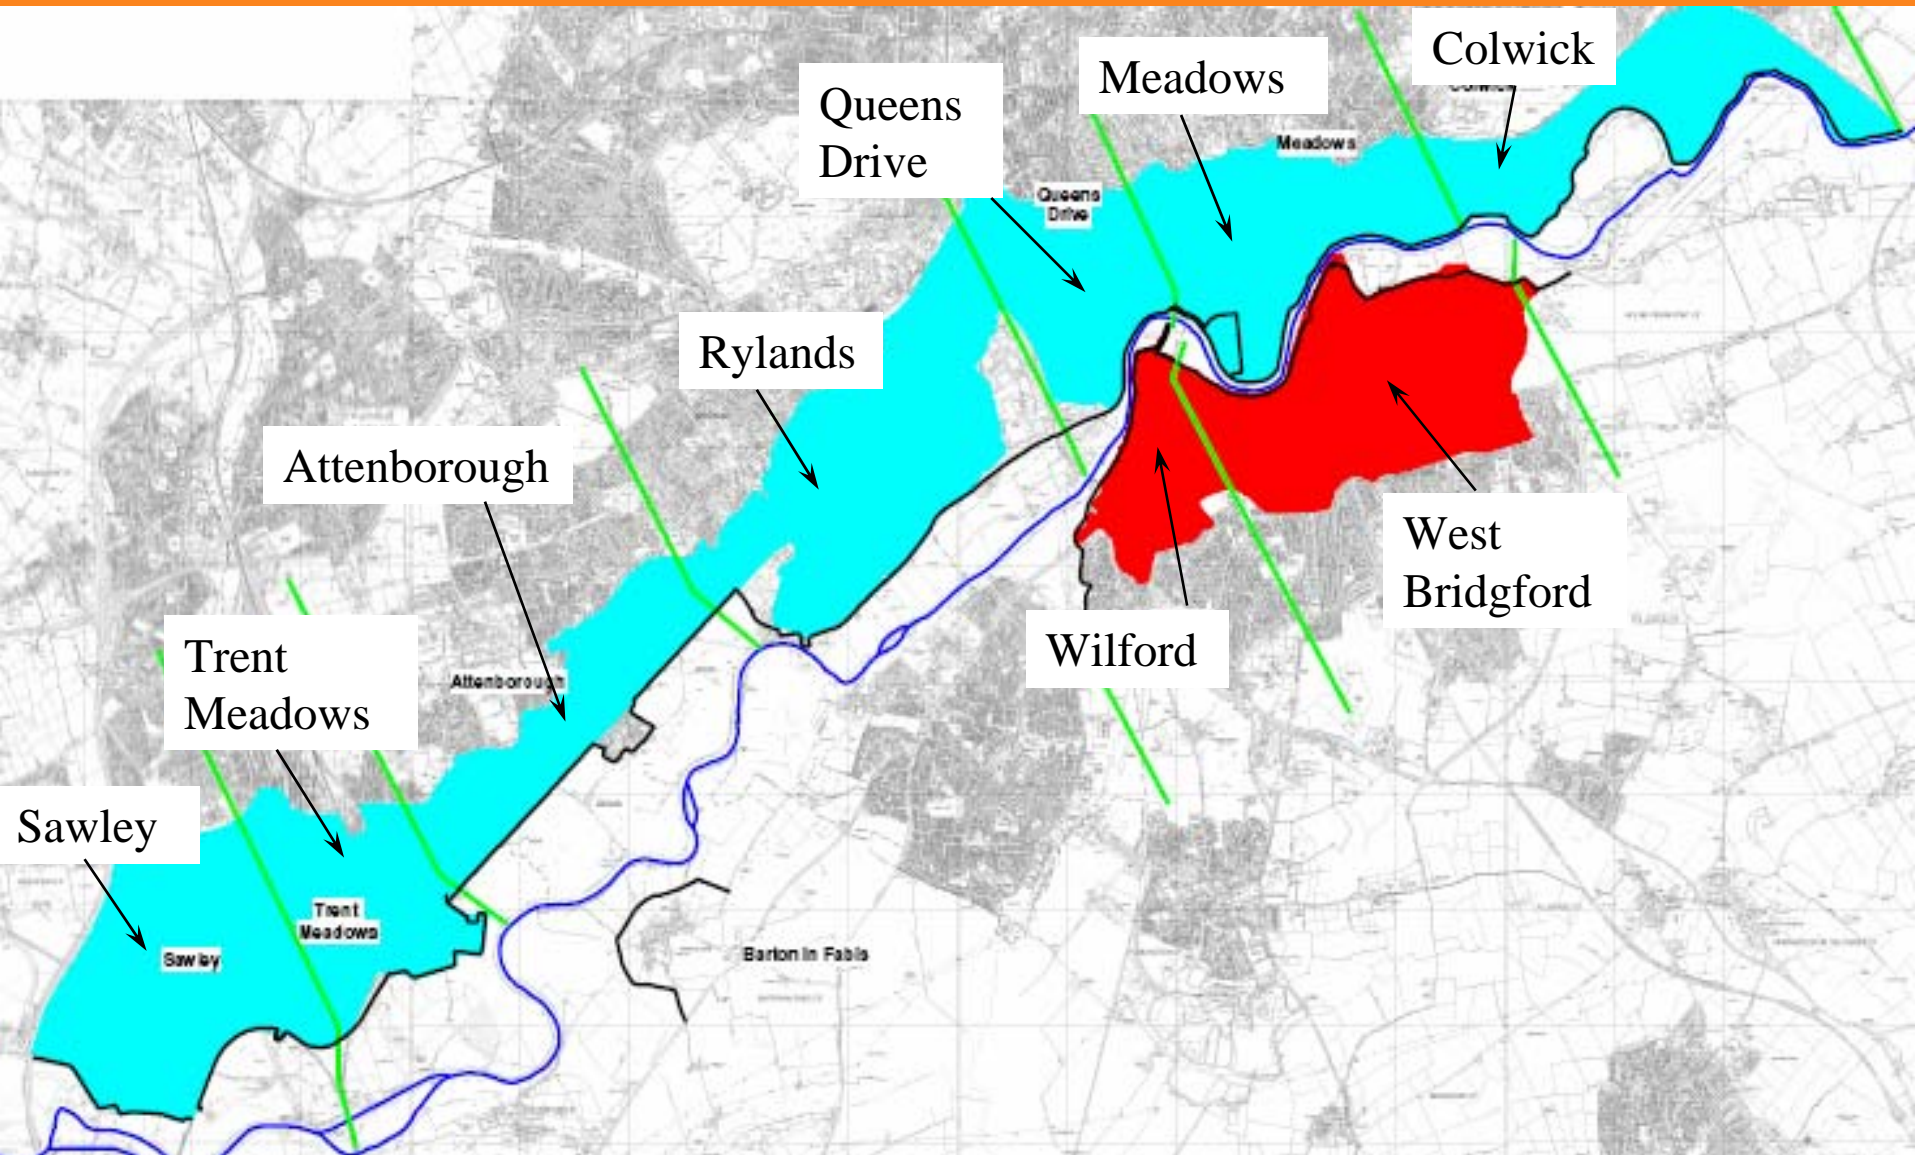 Colwick
Meadows
Queens
Drive
Meadows
Queens
Drive
Rylands
Attenborough
West
Bridgford
Wilford
Trent
Meadows
Attenborough
Sawley
Trent
Meadows
Sawley
Barton In Fabis